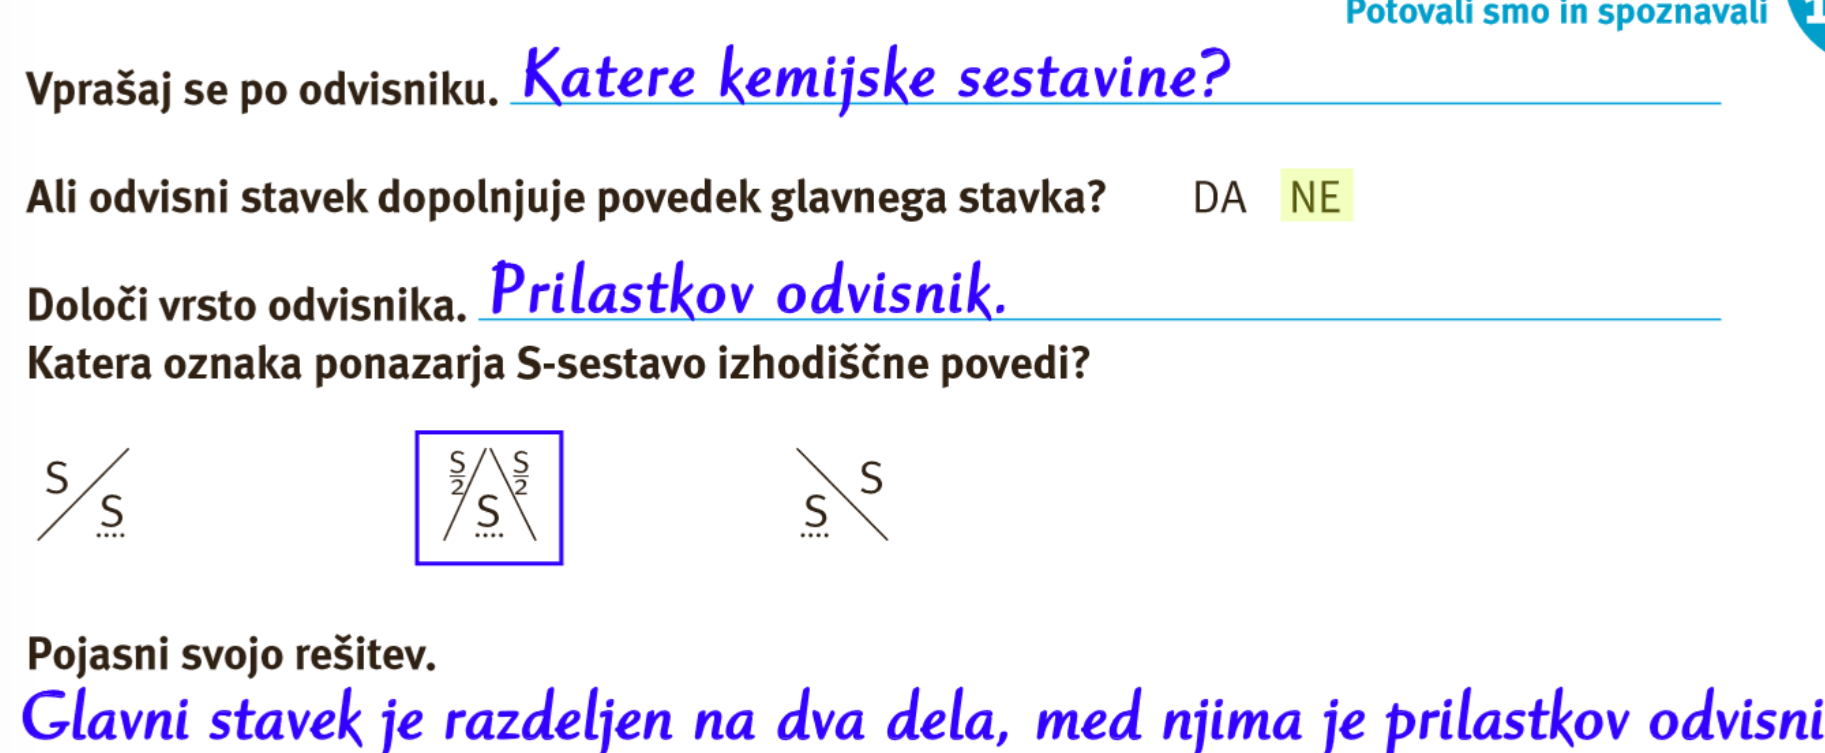 Potovali smo in spoznavali
Vprašaj se po odvisniku. Katere kemijske sestavine?
Ali odvisni stavek dopolnjuje povedek glavnega stavka? DA NE
Določi vrsto odvisnika. Prilastkov odvisnik.
Katera oznaka ponazarja S-sestavo izhodiščne povedi?
S S S/2 S S/2 S S
Pojasni svojo rešitev.
Glavni stavek je razdeljen na dva dela, med njima je prilastkov odvisni